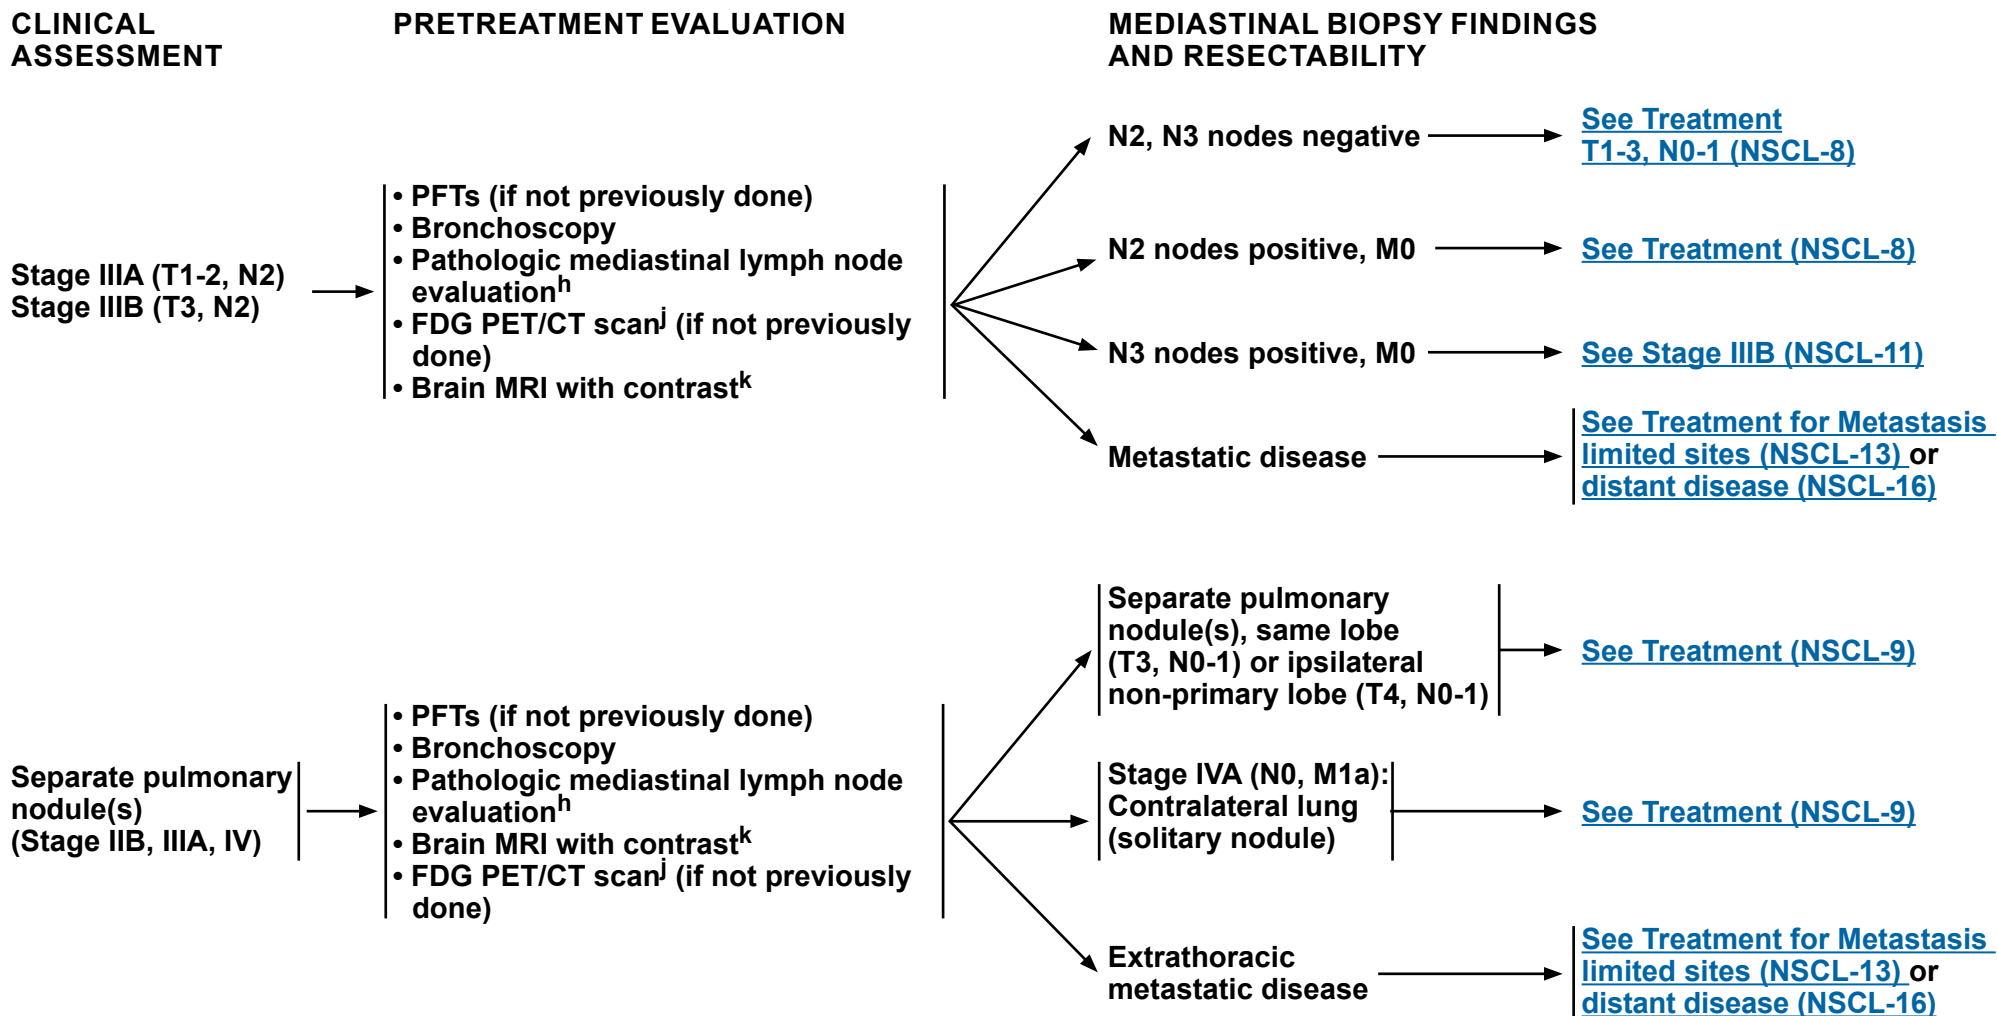 CLINICAL
ASSESSMENT
PRETREATMENT EVALUATION
MEDIASTINAL BIOPSY FINDINGS
AND RESECTABILITY
Stage IIIA (T1-2, N2)
Stage IIIB (T3, N2)
• PFTs (if not previously done)
• Bronchoscopy
• Pathologic mediastinal lymph node
evaluationʰ
• FDG PET/CT scanʲ (if not previously
done)
• Brain MRI with contrastᵏ
N2, N3 nodes negative
See Treatment
T1-3, N0-1 (NSCL-8)
N2 nodes positive, M0
See Treatment (NSCL-8)
N3 nodes positive, M0
See Stage IIIB (NSCL-11)
Metastatic disease
See Treatment for Metastasis
limited sites (NSCL-13) or
distant disease (NSCL-16)
Separate pulmonary
nodule(s)
(Stage IIB, IIIA, IV)
• PFTs (if not previously done)
• Bronchoscopy
• Pathologic mediastinal lymph node
evaluationʰ
• Brain MRI with contrastᵏ
• FDG PET/CT scanʲ (if not previously
done)
Separate pulmonary
nodule(s), same lobe
(T3, N0-1) or ipsilateral
non-primary lobe (T4, N0-1)
See Treatment (NSCL-9)
Stage IVA (N0, M1a):
Contralateral lung
(solitary nodule)
See Treatment (NSCL-9)
Extrathoracic
metastatic disease
See Treatment for Metastasis
limited sites (NSCL-13) or
distant disease (NSCL-16)